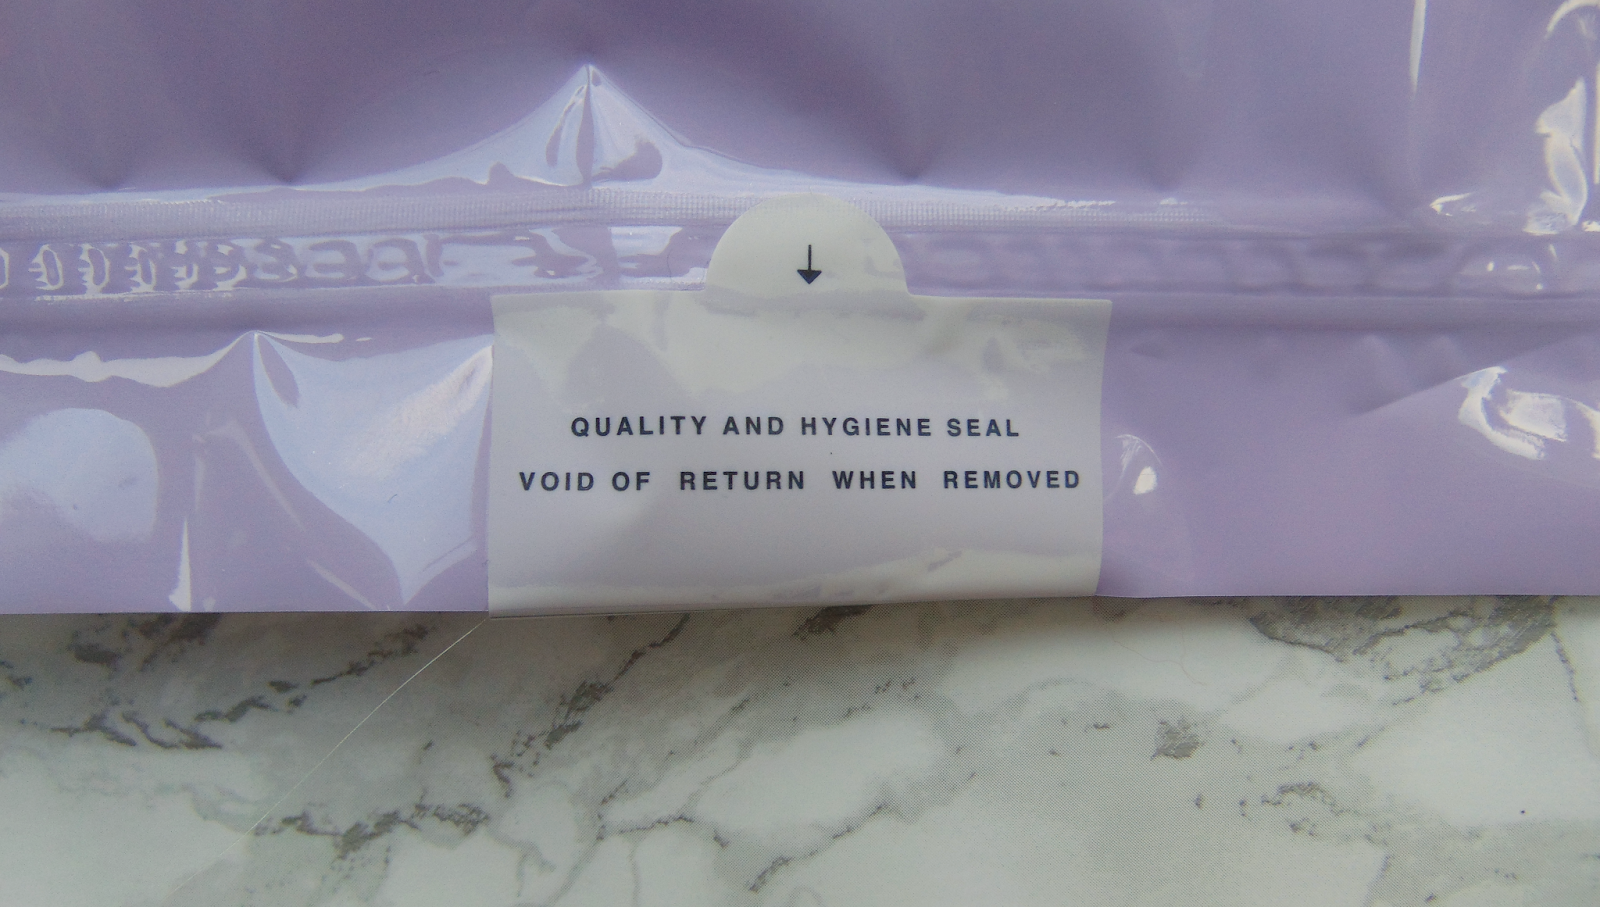 QUALITY AND HYGIENE SEAL
VOID OF RETURN WHEN REMOVED